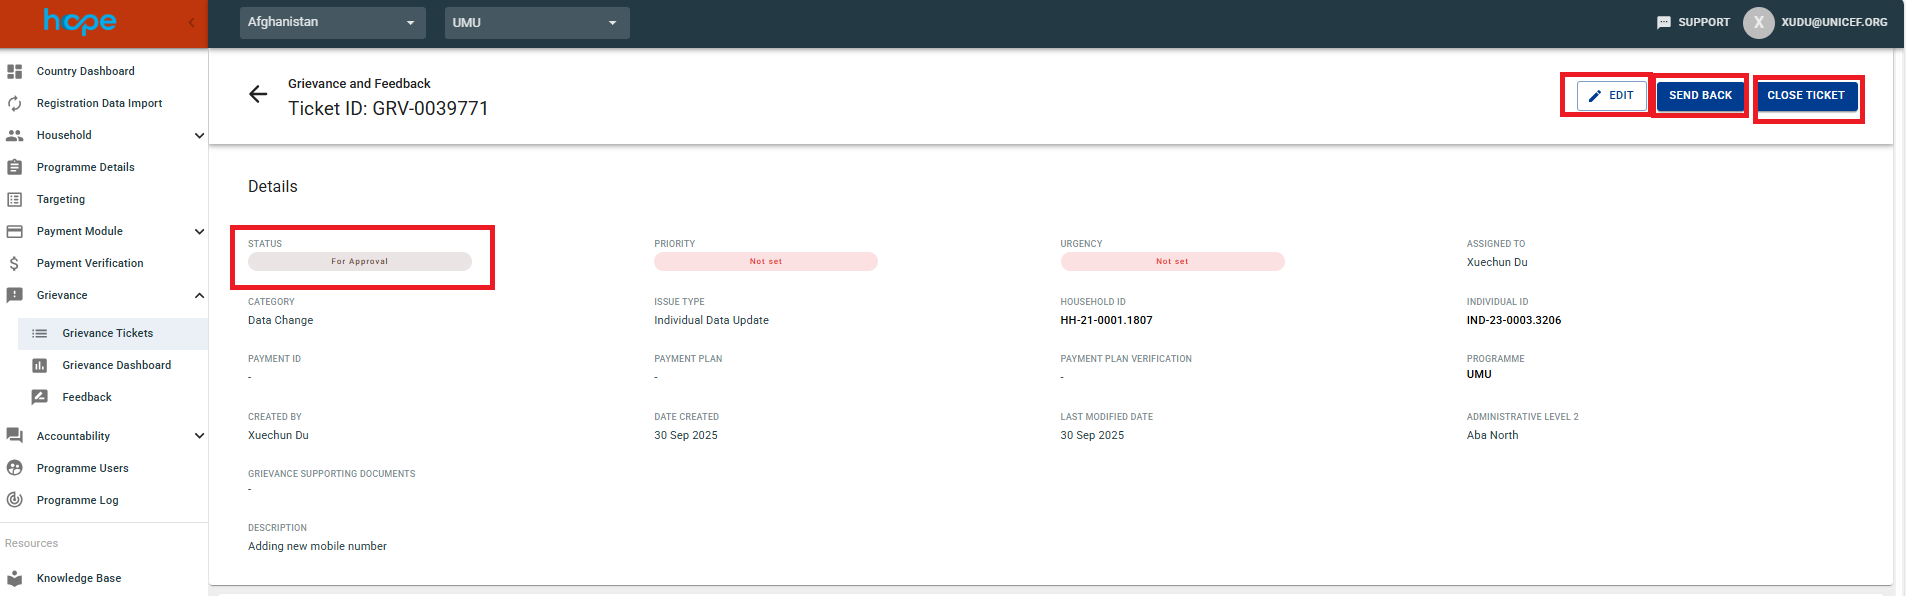 hope
Afghanistan
UMU
SUPPORT
X
XUDU@UNICEF.ORG
Country Dashboard
Registration Data Import
Household
Programme Details
Targeting
Payment Module
Payment Verification
Grievance
Grievance Tickets
Grievance Dashboard
Feedback
Accountability
Programme Users
Programme Log
Resources
Knowledge Base
Grievance and Feedback
Ticket ID: GRV-0039771
EDIT
SEND BACK
CLOSE TICKET
Details
STATUS
For Approval
PRIORITY
Not set
URGENCY
Not set
ASSIGNED TO
Xuechun Du
CATEGORY
Data Change
ISSUE TYPE
Individual Data Update
HOUSEHOLD ID
HH-21-0001.1807
INDIVIDUAL ID
IND-23-0003.3206
PAYMENT ID
-
PAYMENT PLAN
-
PAYMENT PLAN VERIFICATION
-
PROGRAMME
UMU
CREATED BY
Xuechun Du
DATE CREATED
30 Sep 2025
LAST MODIFIED DATE
30 Sep 2025
ADMINISTRATIVE LEVEL 2
Aba North
GRIEVANCE SUPPORTING DOCUMENTS
-
DESCRIPTION
Adding new mobile number